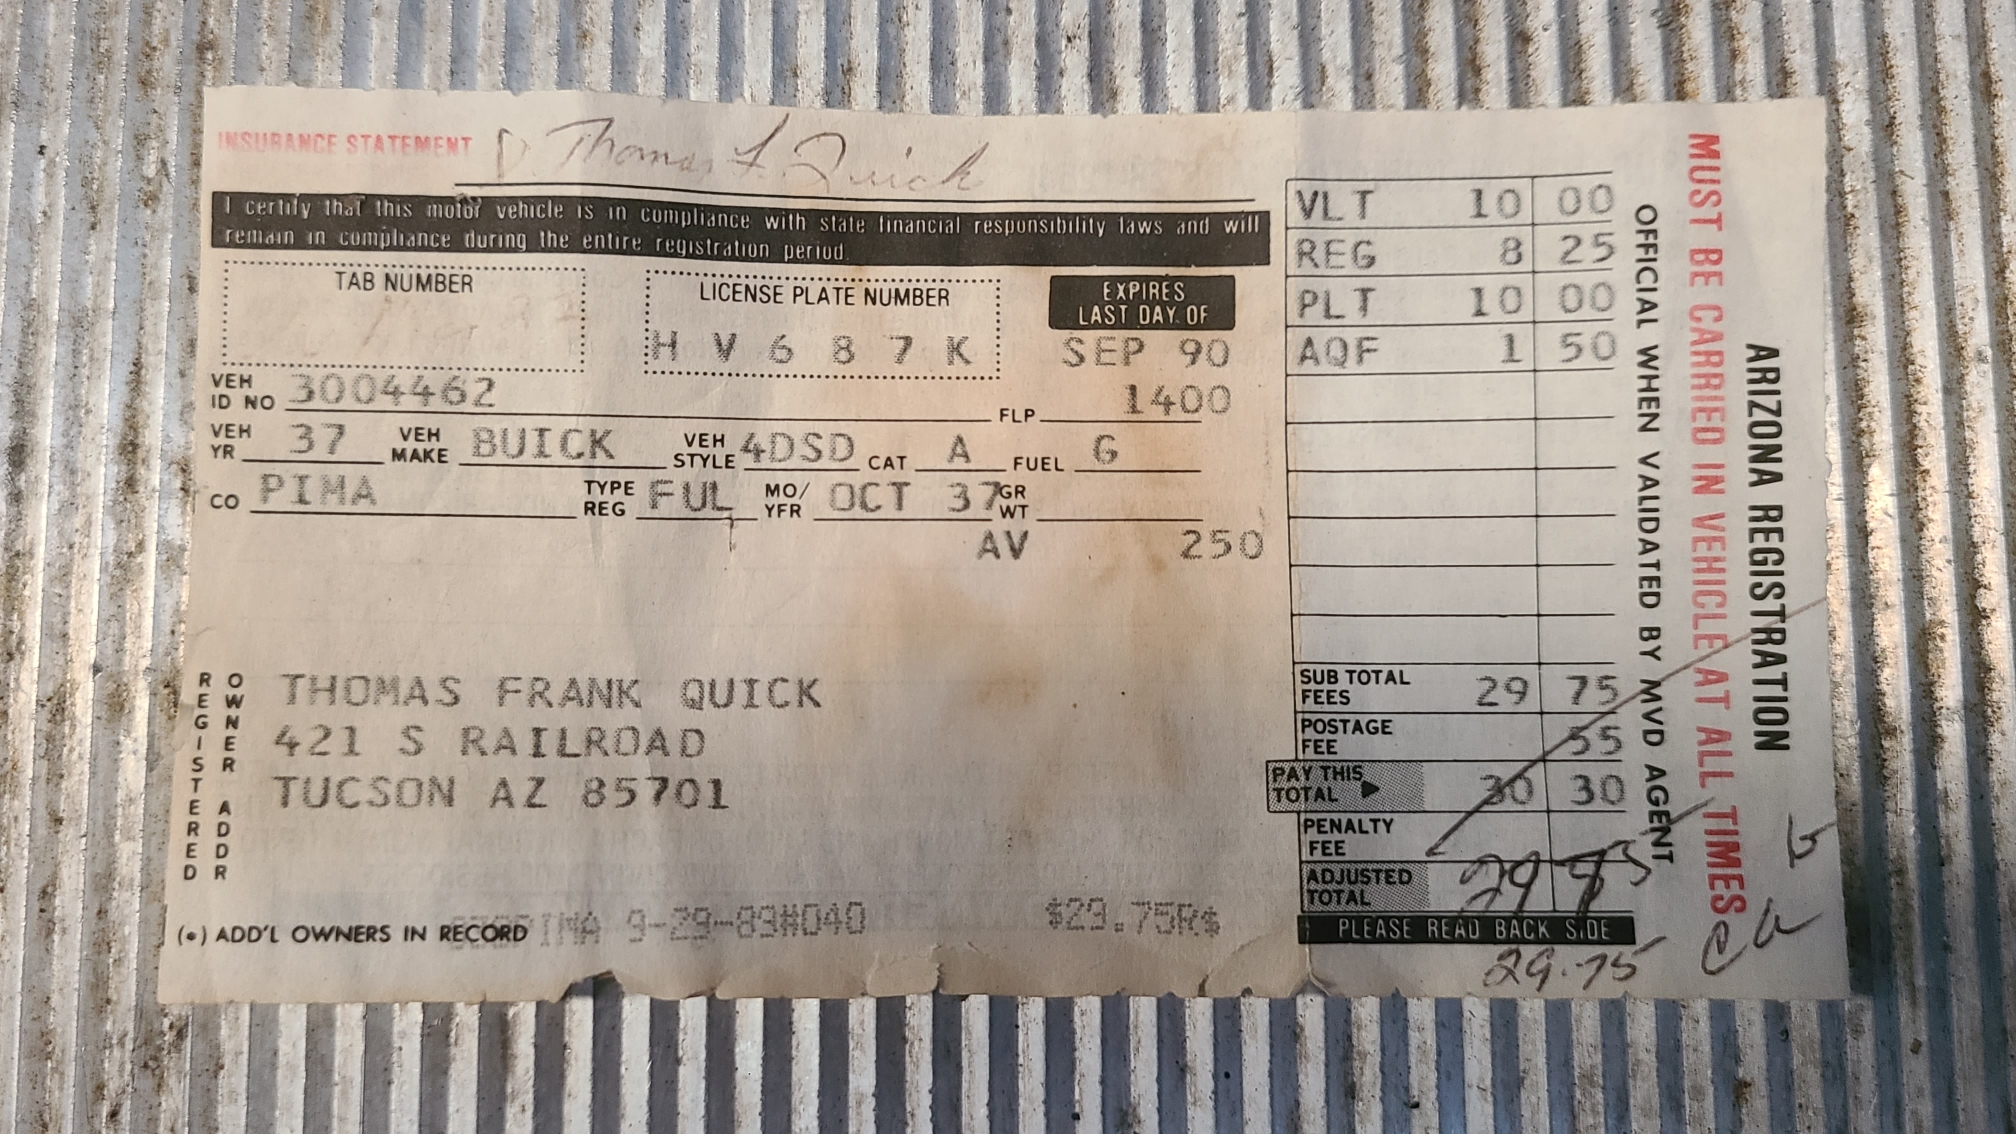 INSURANCE STATEMENT Thomas F. Quick
I certify that this motor vehicle is in compliance with state financial responsibility laws and will
remain in compliance during the entire registration period.
TAB NUMBER
LICENSE PLATE NUMBER
H V 6 8 7 K
EXPIRES
LAST DAY OF
SEP 90
VEH ID NO 3004462 FLP 1400
VEH YR 37 VEH MAKE BUICK VEH STYLE 4DSD CAT A FUEL G
CO PIMA TYPE REG FUL MO/YFR OCT 37 GR WT
AV 250
REGISTERED OWNER ADDR
THOMAS FRANK QUICK
421 S RAILROAD
TUCSON AZ 85701
(•) ADD'L OWNERS IN RECORD
9-29-89#040 $29.75R$
VLT 10 00
REG 8 25
PLT 10 00
AQF 1 50
SUB TOTAL FEES 29 75
POSTAGE FEE 55
PAY THIS TOTAL 30 30
PENALTY FEE
ADJUSTED TOTAL 29
PLEASE READ BACK SIDE
29.75
OFFICIAL WHEN VALIDATED BY MVD AGENT
MUST BE CARRIED IN VEHICLE AT ALL TIMES
ARIZONA REGISTRATION